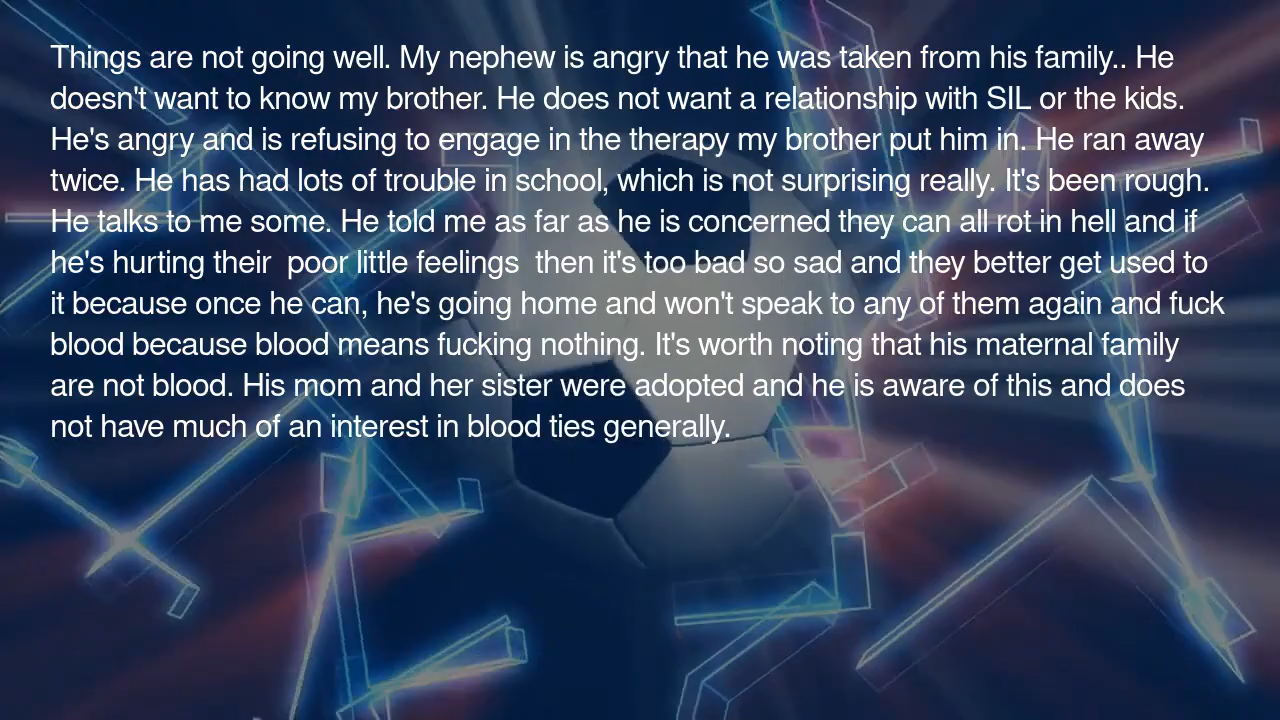 Things are not going well. My nephew is angry that he was taken from his family.. He
doesn't want to know my brother. He does not want a relationship with SIL or the kids.
He's angry and is refusing to engage in the therapy my brother put him in. He ran away
twice. He has had lots of trouble in school, which is not surprising really. It's been rough.
He talks to me some. He told me as far as he is concerned they can all rot in hell and if
he's hurting their  poor little feelings  then it's too bad so sad and they better get used to
it because once he can, he's going home and won't speak to any of them again and fuck
blood because blood means fucking nothing. It's worth noting that his maternal family
are not blood. His mom and her sister were adopted and he is aware of this and does
not have much of an interest in blood ties generally.